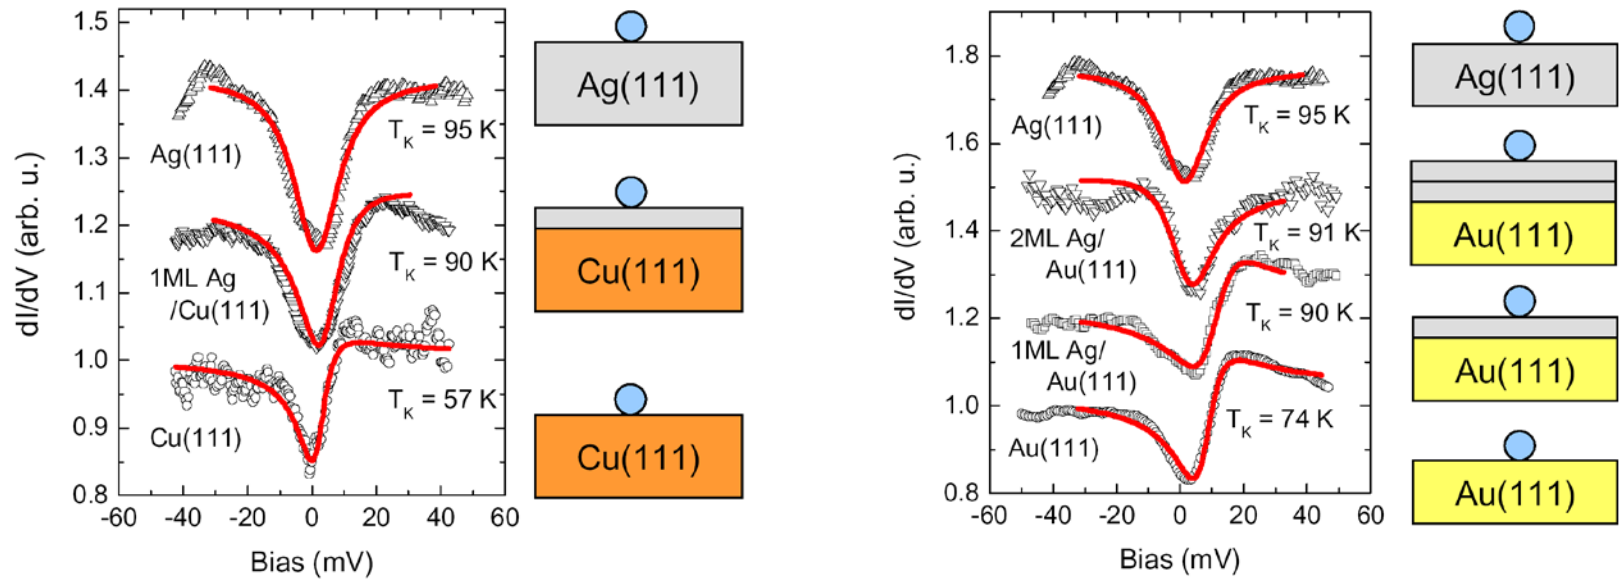 1.5
1.4
1.3
1.2
1.1
1.0
0.9
0.8
dI/dV (arb. u.)
-60 -40 -20 0 20 40 60
Bias (mV)
Ag(111)
T_K = 95 K
1ML Ag
/Cu(111)
T_K = 90 K
Cu(111)
T_K = 57 K
Ag(111)
Cu(111)
Cu(111)
1.8
1.6
1.4
1.2
1.0
0.8
dI/dV (arb. u.)
-60 -40 -20 0 20 40 60
Bias (mV)
Ag(111)
T_K = 95 K
2ML Ag/
Au(111)
T_K = 91 K
1ML Ag/
Au(111)
T_K = 90 K
Au(111)
T_K = 74 K
Ag(111)
Au(111)
Au(111)
Au(111)